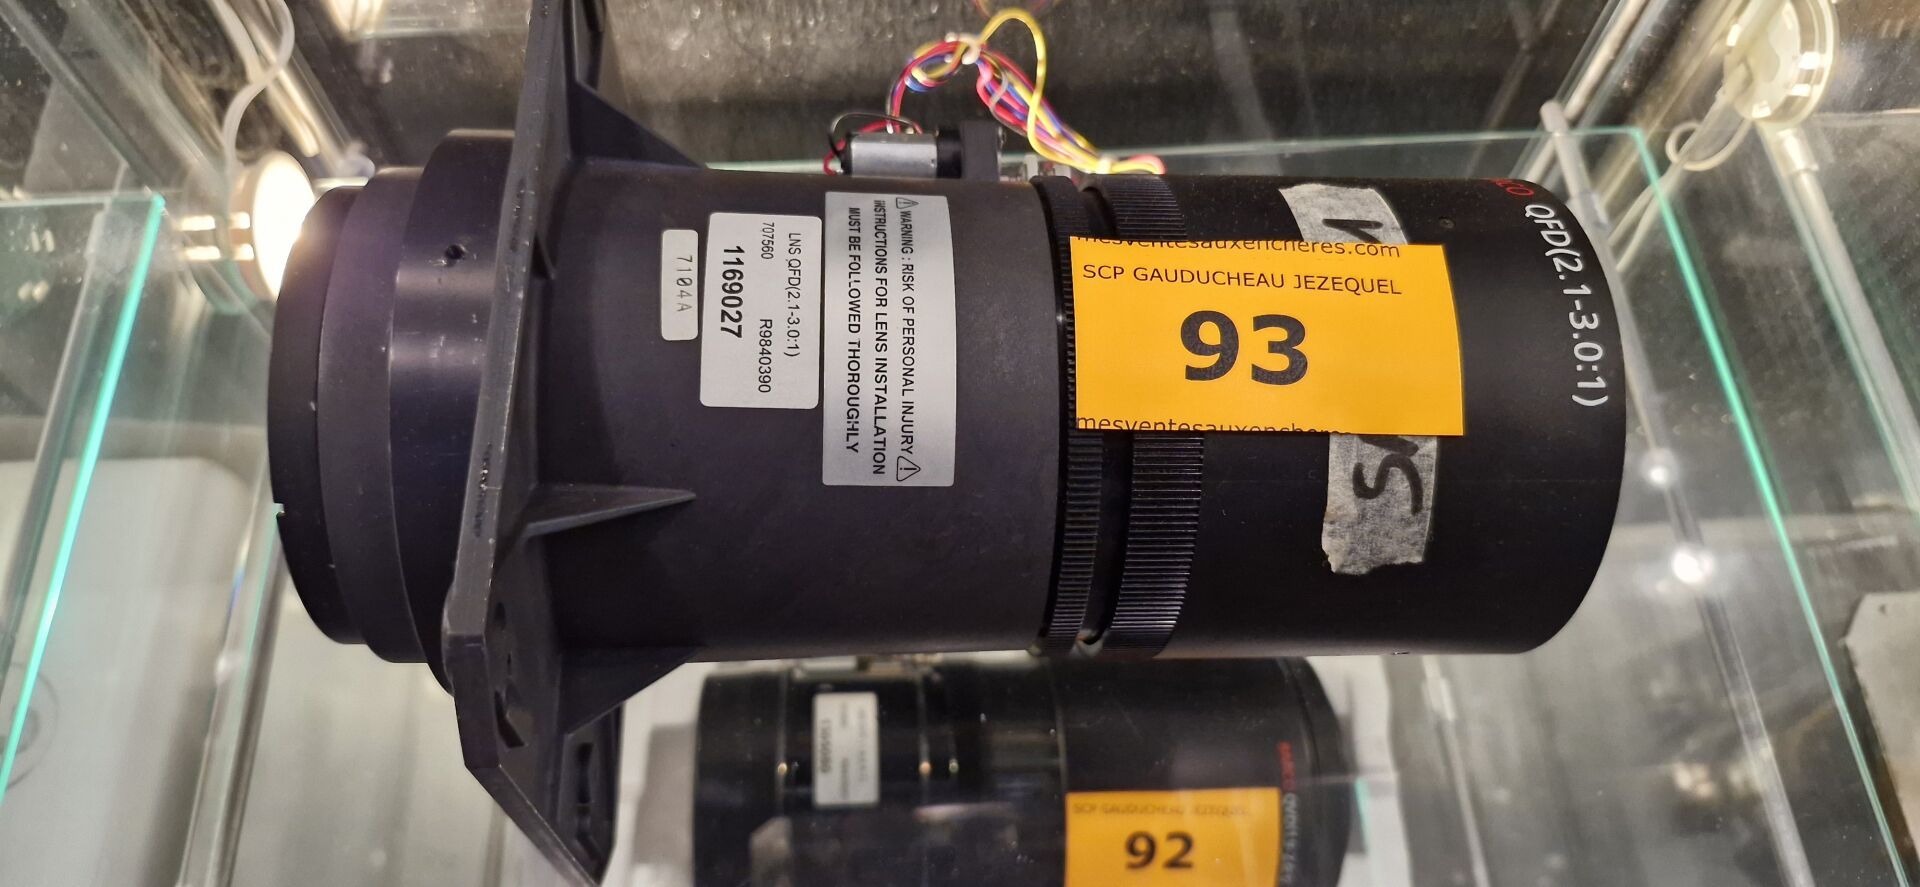 7104A
LNS QFD(2.1-3.0:1)
707560 R9840390
1169027
WARNING : RISK OF PERSONAL INJURY
INSTRUCTIONS FOR LENS INSTALLATION
MUST BE FOLLOWED THOROUGHLY
mesventesauxencheres.com
SCP GAUDUCHEAU JEZEQUEL
93
QFD(2.1-3.0:1)
SCP GAUDUCHEAU JEZEQUEL
92